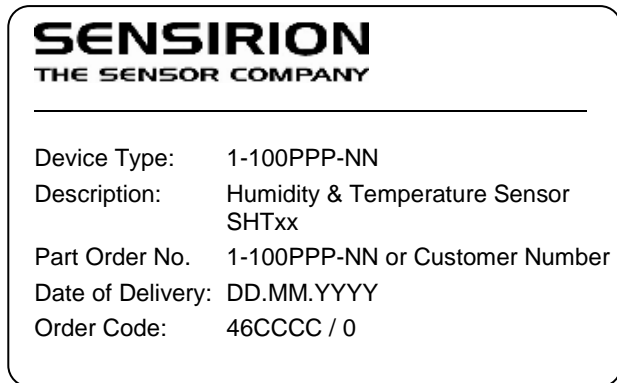 SENSIRION
THE SENSOR COMPANY
Device Type: 1-100PPP-NN
Description: Humidity & Temperature Sensor
SHTxx
Part Order No. 1-100PPP-NN or Customer Number
Date of Delivery: DD.MM.YYYY
Order Code: 46CCCC / 0